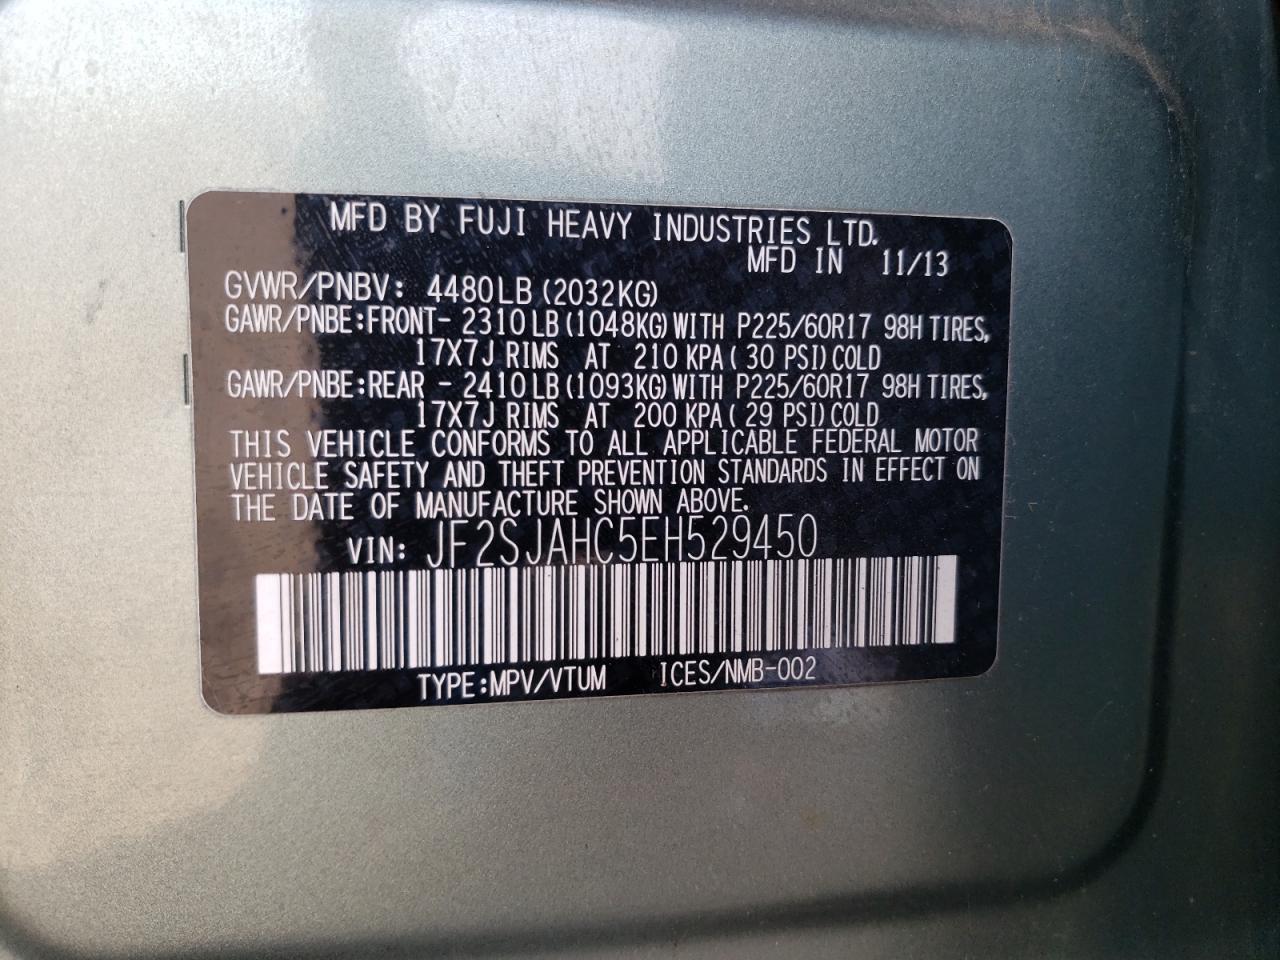 MFD BY FUJI HEAVY INDUSTRIES LTD.
MFD IN 11/13
GVWR/PNBV: 4480LB (2032KG)
GAWR/PNBE:FRONT- 2310LB(1048KG)WITH P225/60R17 98H TIRES,
17X7J RIMS AT 210 KPA( 30 PSI)COLD
GAWR/PNBE:REAR - 2410LB(1093KG)WITH P225/60R17 98H TIRES,
17X7J RIMS AT 200 KPA( 29 PSI)COLD
THIS VEHICLE CONFORMS TO ALL APPLICABLE FEDERAL MOTOR
VEHICLE SAFETY AND THEFT PREVENTION STANDARDS IN EFFECT ON
THE DATE OF MANUFACTURE SHOWN ABOVE.
VIN: JF2SJAHC5EH529450
TYPE:MPV/VTUM ICES/NMB-002